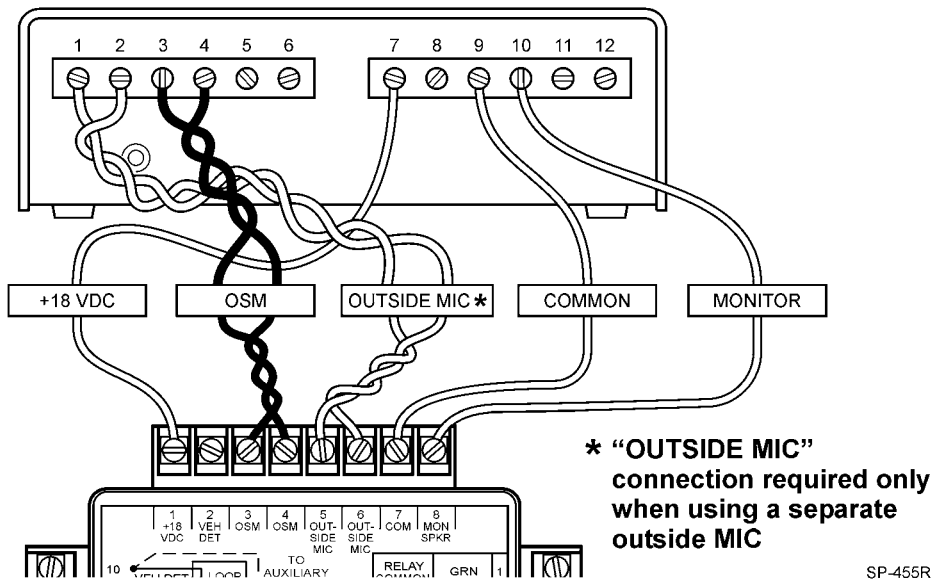 1 2 3 4 5 6 7 8 9 10 11 12
+18 VDC OSM OUTSIDE MIC * COMMON MONITOR
* “OUTSIDE MIC”
connection required only
when using a separate
outside MIC
1 2 3 4 5 6 7 8
+18 VEH OSM OSM OUT- OUT- COM MON
VDC DET SIDE SIDE SPKR
MIC MIC
TO
10 VEH DET LOOP AUXILIARY RELAY GRN 1
COMMON
SP-455R